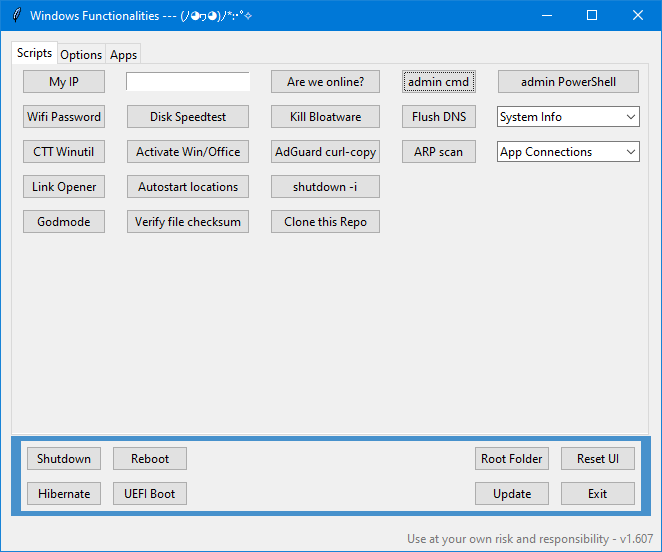 Windows Functionalities --- (ﾉ◕ヮ◕)ﾉ*:･ﾟ✧
Scripts Options Apps
My IP Are we online? admin cmd admin PowerShell
Wifi Password Disk Speedtest Kill Bloatware Flush DNS System Info
CTT Winutil Activate Win/Office AdGuard curl-copy ARP scan App Connections
Link Opener Autostart locations shutdown -i
Godmode Verify file checksum Clone this Repo
Shutdown Reboot Root Folder Reset UI
Hibernate UEFI Boot Update Exit
Use at your own risk and responsibility - v1.607